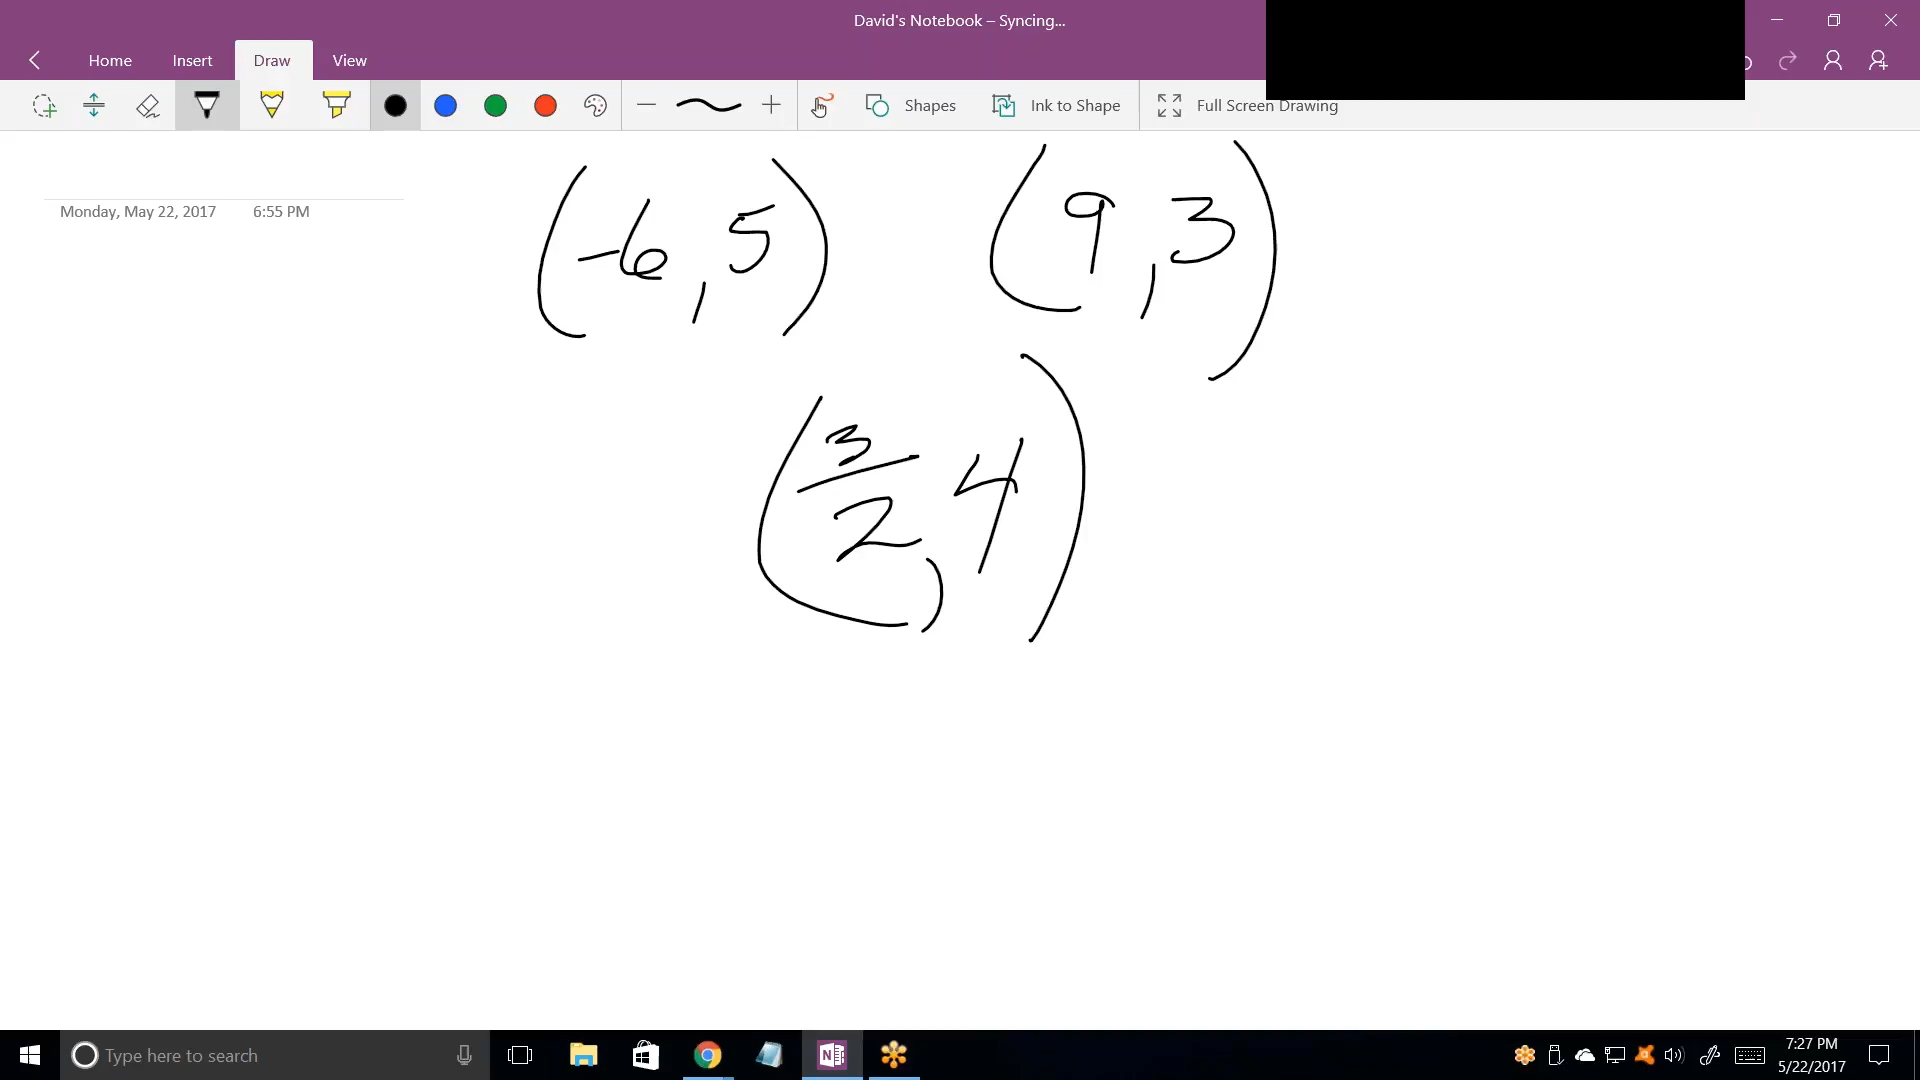 David's Notebook – Syncing...
Home Insert Draw View
Shapes Ink to Shape Full Screen Drawing
Monday, May 22, 2017 6:55 PM
(-6, 5) (9, 3)
(3/2, 4)
Type here to search
7:27 PM
5/22/2017